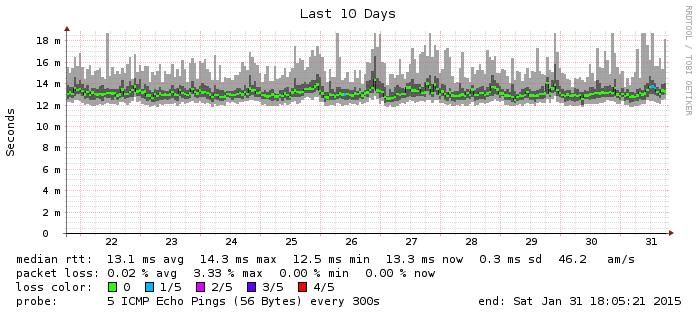 Last 10 Days
RRDTOOL / TOBI OETIKER
Seconds
18 m
16 m
14 m
12 m
10 m
8 m
6 m
4 m
2 m
0
22 23 24 25 26 27 28 29 30 31
median rtt: 13.1 ms avg 14.3 ms max 12.5 ms min 13.3 ms now 0.3 ms sd 46.2 am/s
packet loss: 0.02 % avg 3.33 % max 0.00 % min 0.00 % now
loss color: 0 1/5 2/5 3/5 4/5
probe: 5 ICMP Echo Pings (56 Bytes) every 300s end: Sat Jan 31 18:05:21 2015